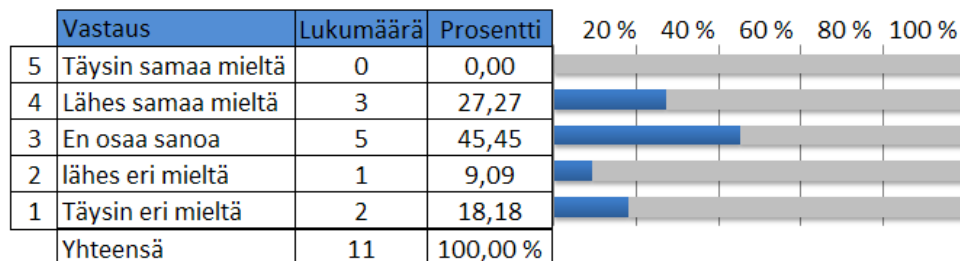 Vastaus Lukumäärä Prosentti 20 % 40 % 60 % 80 % 100 %
5 Täysin samaa mieltä 0 0,00
4 Lähes samaa mieltä 3 27,27
3 En osaa sanoa 5 45,45
2 lähes eri mieltä 1 9,09
1 Täysin eri mieltä 2 18,18
Yhteensä 11 100,00 %